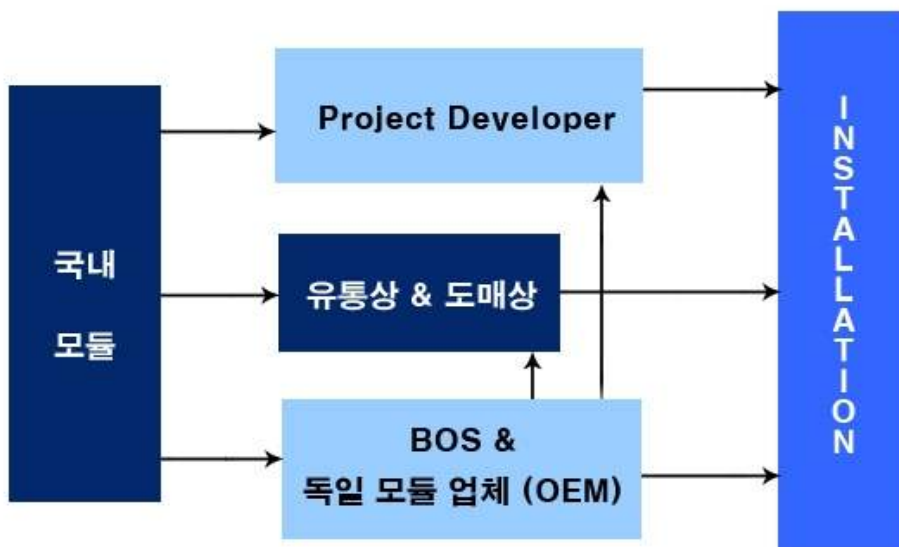 국내
모듈
Project Developer
유통상 & 도매상
BOS &
독일 모듈 업체 (OEM)
INSTALLATION